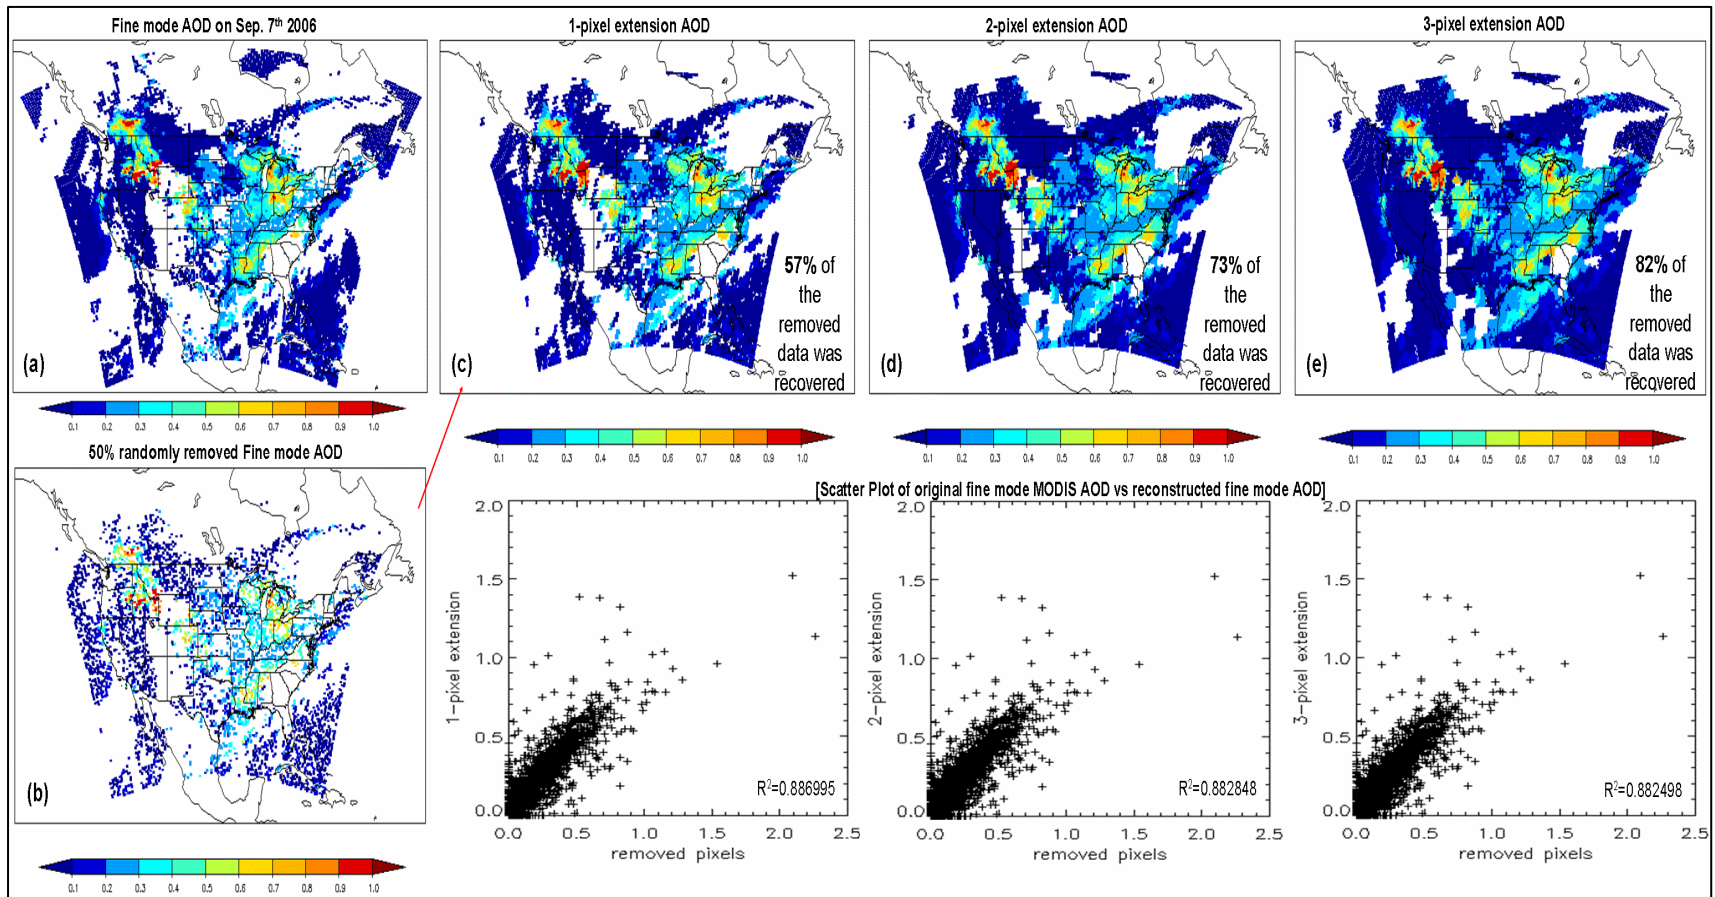 Fine mode AOD on Sep. 7th 2006
1-pixel extension AOD
2-pixel extension AOD
3-pixel extension AOD
(a)
(c)
57% of
the
removed
data was
recovered
(d)
73% of
the
removed
data was
recovered
(e)
82% of
the
removed
data was
recovered
0.1 0.2 0.3 0.4 0.5 0.6 0.7 0.8 0.9 1.0
0.1 0.2 0.3 0.4 0.5 0.6 0.7 0.8 0.9 1.0
0.1 0.2 0.3 0.4 0.5 0.6 0.7 0.8 0.9 1.0
0.1 0.2 0.3 0.4 0.5 0.6 0.7 0.8 0.9 1.0
50% randomly removed Fine mode AOD
(b)
0.1 0.2 0.3 0.4 0.5 0.6 0.7 0.8 0.9 1.0
[Scatter Plot of original fine mode MODIS AOD vs reconstructed fine mode AOD]
2.0
1.5
1.0
0.5
0.0
1-pixel extension
R2=0.886995
0.0 0.5 1.0 1.5 2.0 2.5
removed pixels
2.0
1.5
1.0
0.5
0.0
2-pixel extension
R2=0.882848
0.0 0.5 1.0 1.5 2.0 2.5
removed pixels
2.0
1.5
1.0
0.5
0.0
3-pixel extension
R2=0.882498
0.0 0.5 1.0 1.5 2.0 2.5
removed pixels